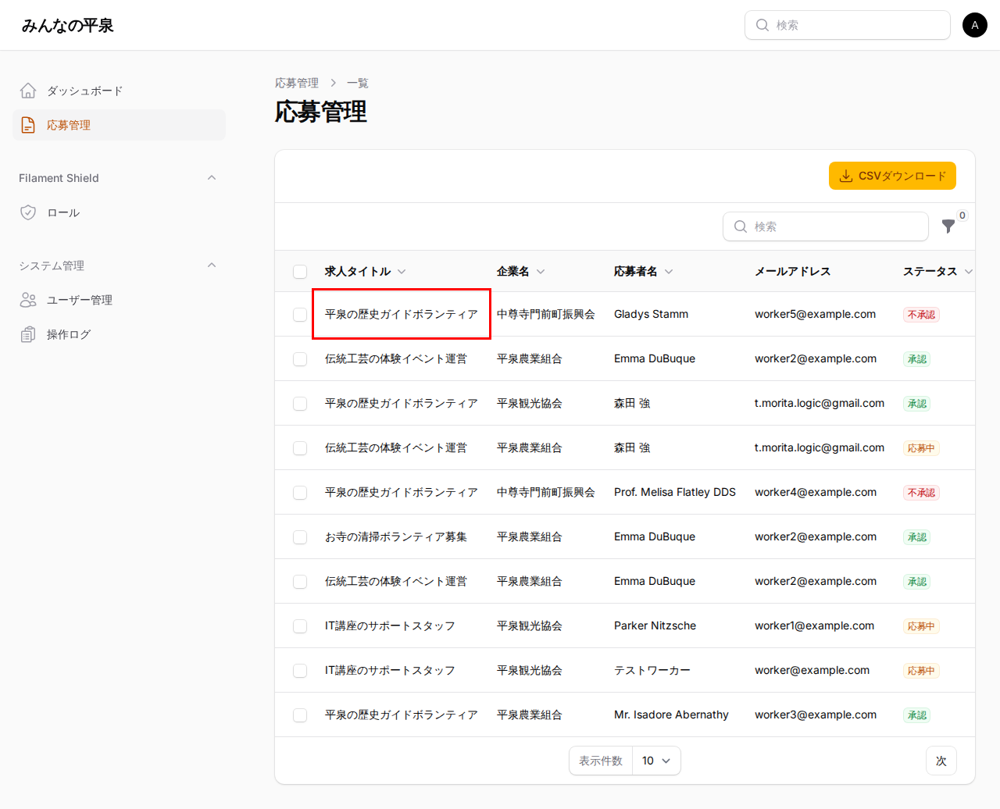 みんなの平泉
検索
A
ダッシュボード
応募管理
Filament Shield
ロール
システム管理
ユーザー管理
操作ログ
応募管理 一覧
応募管理
CSVダウンロード
検索
0
求人タイトル 企業名 応募者名 メールアドレス ステータス
平泉の歴史ガイドボランティア 中尊寺門前町振興会 Gladys Stamm worker5@example.com 不承認
伝統工芸の体験イベント運営 平泉農業組合 Emma DuBuque worker2@example.com 承認
平泉の歴史ガイドボランティア 平泉観光協会 森田 強 t.morita.logic@gmail.com 承認
伝統工芸の体験イベント運営 平泉農業組合 森田 強 t.morita.logic@gmail.com 応募中
平泉の歴史ガイドボランティア 中尊寺門前町振興会 Prof. Melisa Flatley DDS worker4@example.com 不承認
お寺の清掃ボランティア募集 平泉農業組合 Emma DuBuque worker2@example.com 承認
伝統工芸の体験イベント運営 平泉農業組合 Emma DuBuque worker2@example.com 承認
IT講座のサポートスタッフ 平泉観光協会 Parker Nitzsche worker1@example.com 応募中
IT講座のサポートスタッフ 平泉観光協会 テストワーカー worker@example.com 応募中
平泉の歴史ガイドボランティア 平泉農業組合 Mr. Isadore Abernathy worker3@example.com 承認
表示件数 10
次